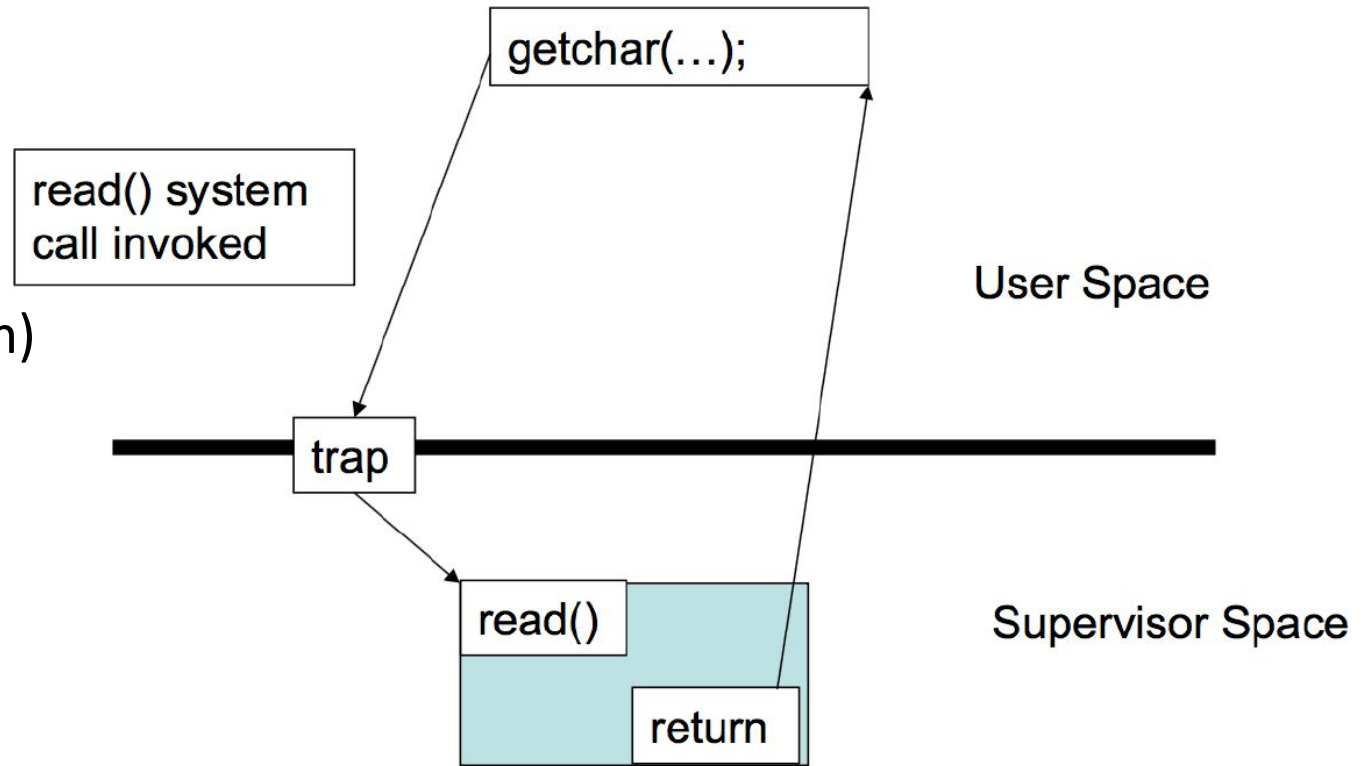 getchar(...);
read() system
call invoked
User Space
n)
trap
read()
Supervisor Space
return